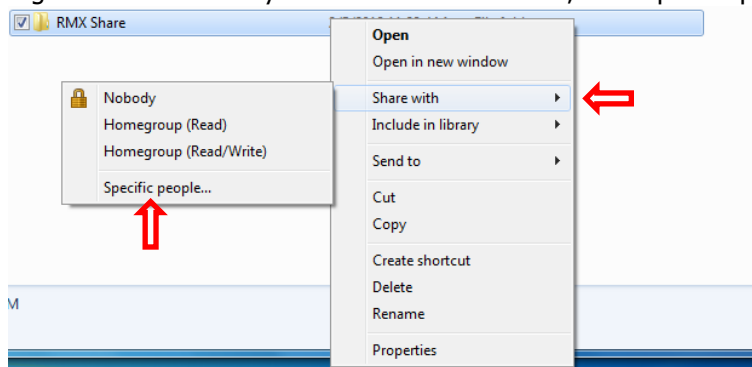 RMX Share
Open
Open in new window
Share with
Include in library
Send to
Cut
Copy
Create shortcut
Delete
Rename
Properties
Nobody
Homegroup (Read)
Homegroup (Read/Write)
Specific people...
M